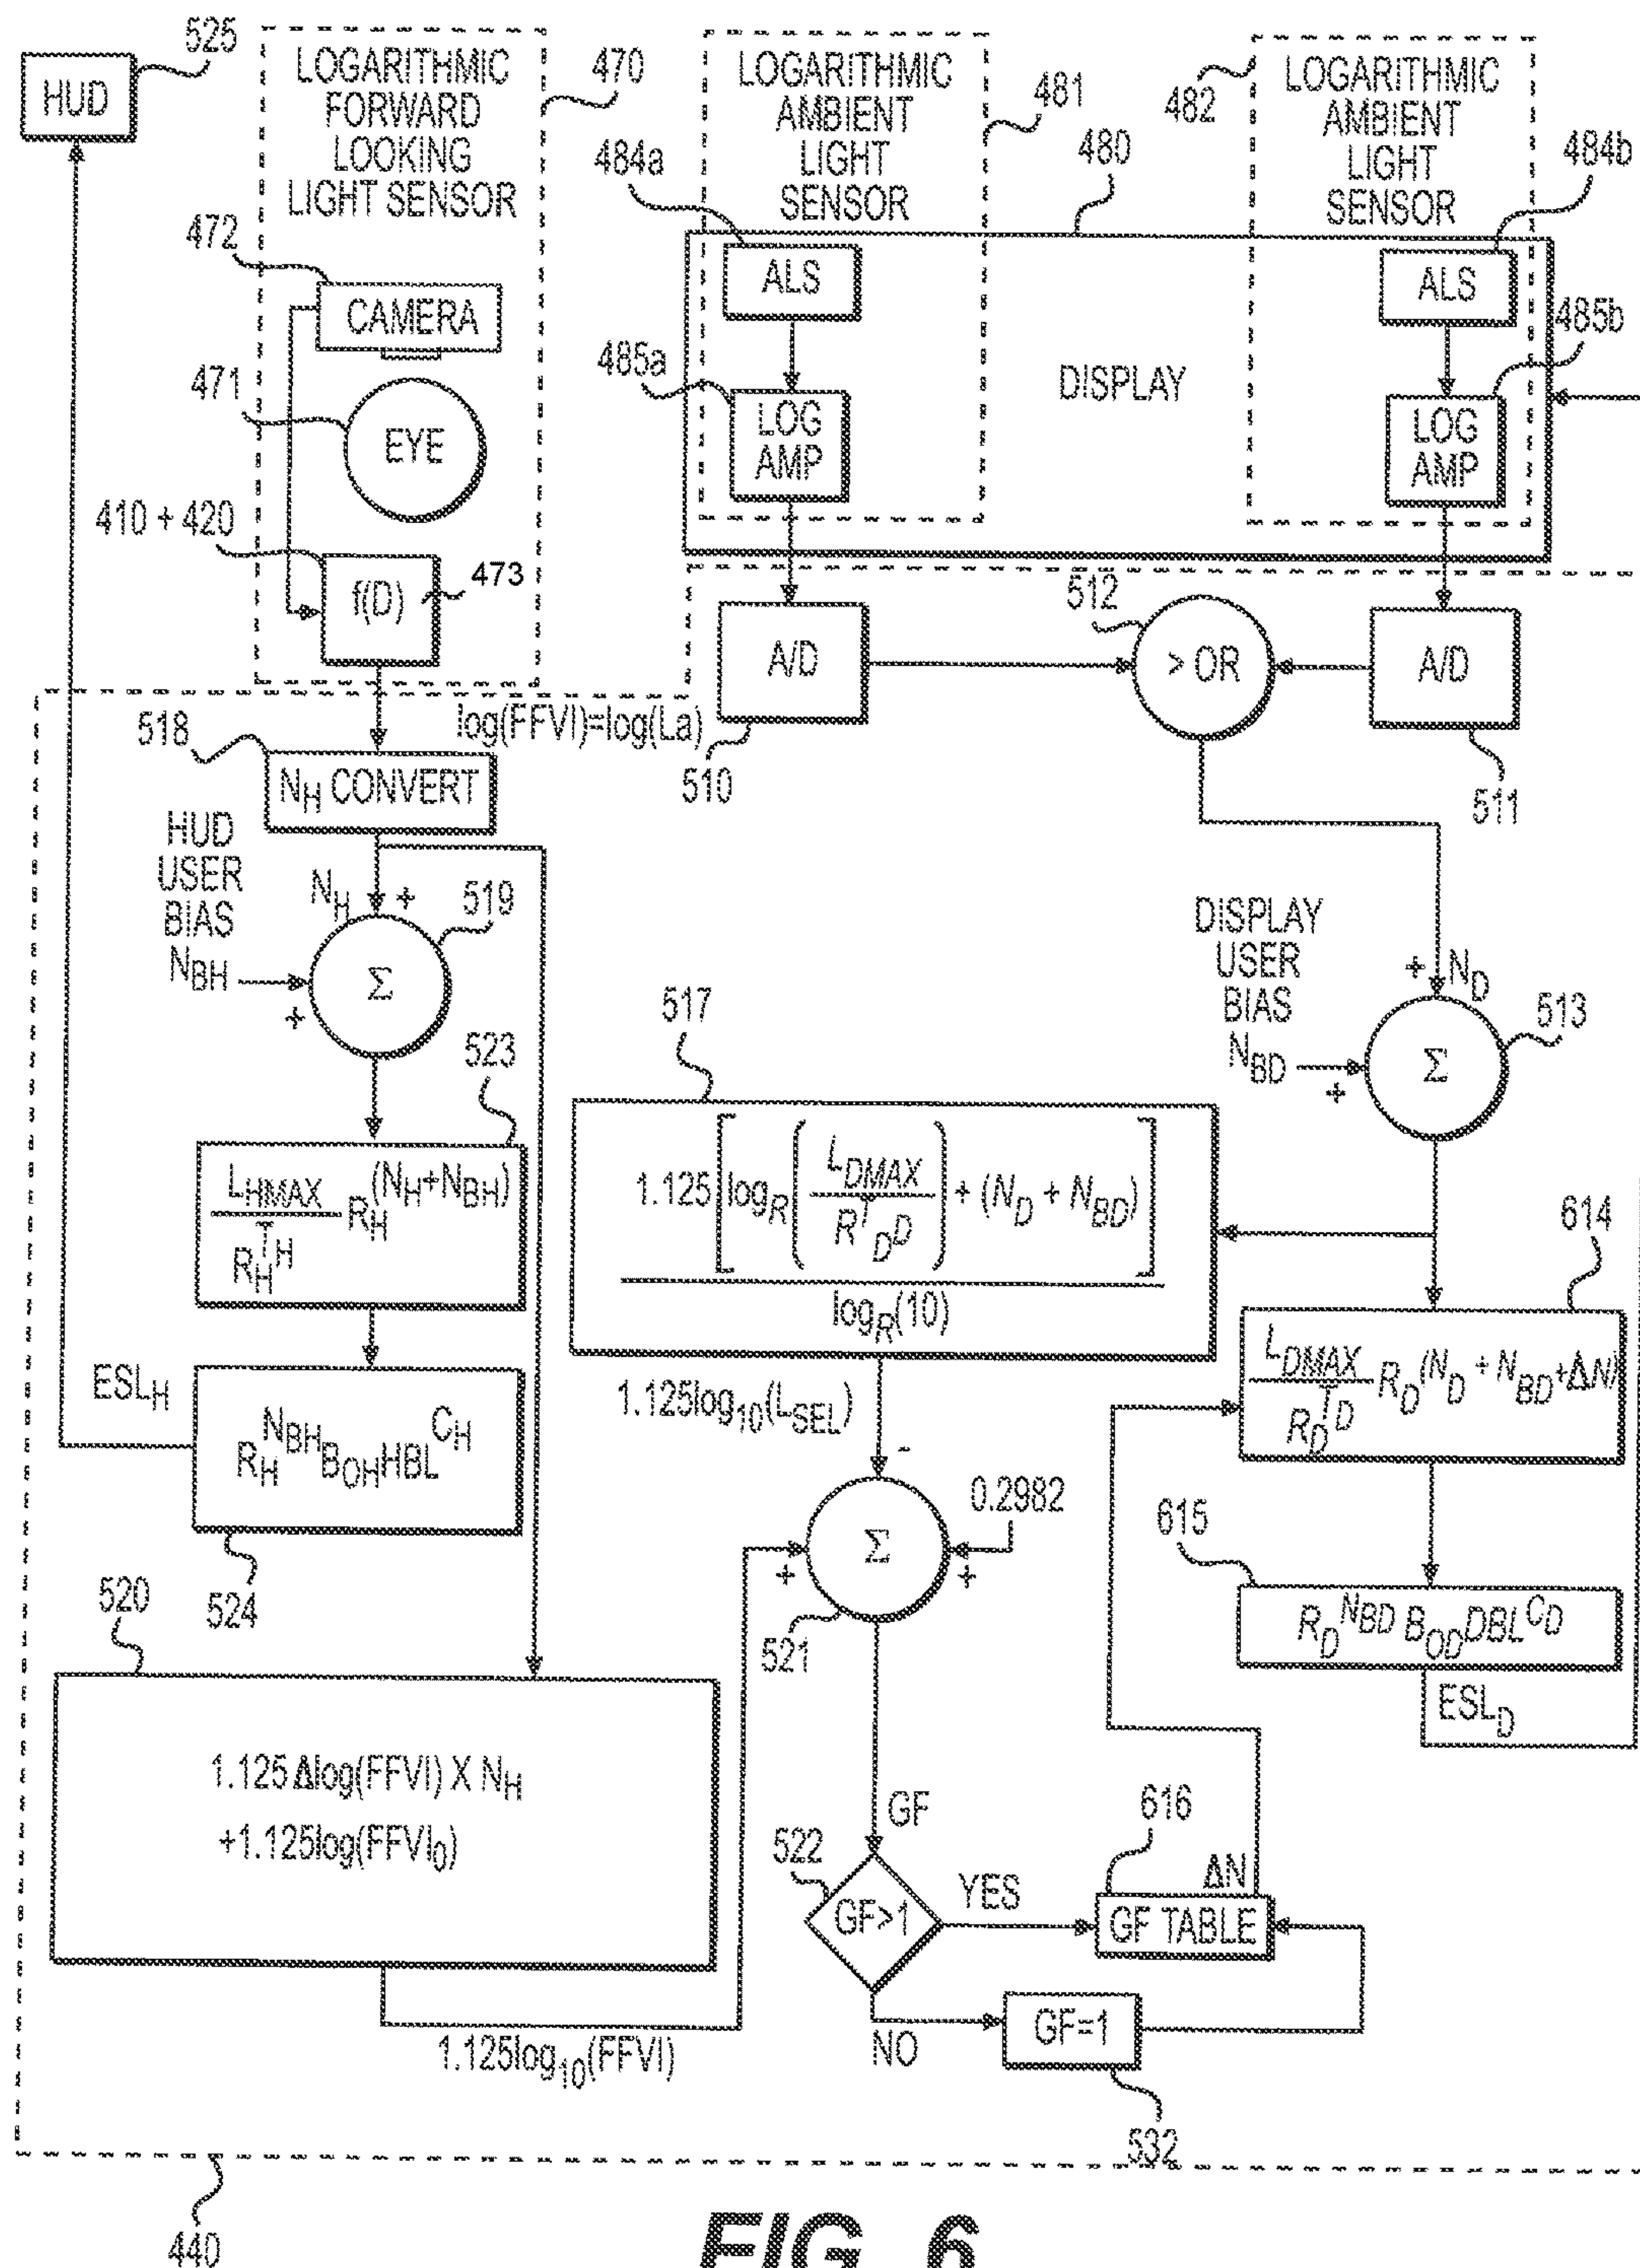 525
HUD
LOGARITHMIC
FORWARD
LOOKING
LIGHT SENSOR
470
LOGARITHMIC
AMBIENT
LIGHT
SENSOR
481
482
LOGARITHMIC
AMBIENT
LIGHT
SENSOR
484a
480
484b
472
CAMERA
ALS
ALS
485a
485b
471
EYE
LOG
AMP
DISPLAY
LOG
AMP
410 + 420
f(D)
473
A/D
512
> OR
A/D
518
log(FFVI)=log(La)
510
511
N_H CONVERT
HUD
USER
BIAS
N_BH
N_H
+
519
Σ
+
DISPLAY
USER
BIAS
N_BD
+
N_D
513
Σ
+
517
523
L_HMAX
R_H^T_H
R_H^(N_H+N_BH)
1.125[log_R(L_DMAX / R_D^T_D) + (N_D + N_BD)]
log_R(10)
614
L_DMAX
R_D^T_D
R_D^(N_D + N_BD+ΔN)
ESL_H
R_H^N_BH B_OH HBL^C_H
524
1.125log₁₀(L_SEL)
-
0.2982
Σ
+
+
521
615
R_D^N_BD B_OD DBL^C_D
ESL_D
520
1.125Δlog(FFVI) X N_H
+1.125log(FFVI₀)
1.125log₁₀(FFVI)
GF
522
GF>1
YES
616
ΔN
GF TABLE
NO
GF=1
532
440
FIG. 6